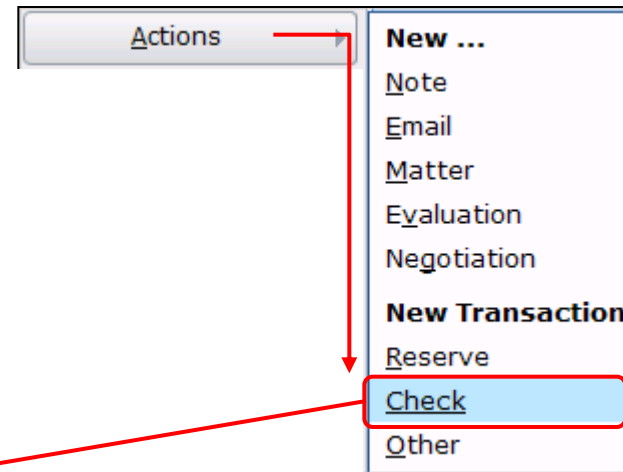 Actions
New ...
Note
Email
Matter
Evaluation
Negotiation
New Transaction
Reserve
Check
Other